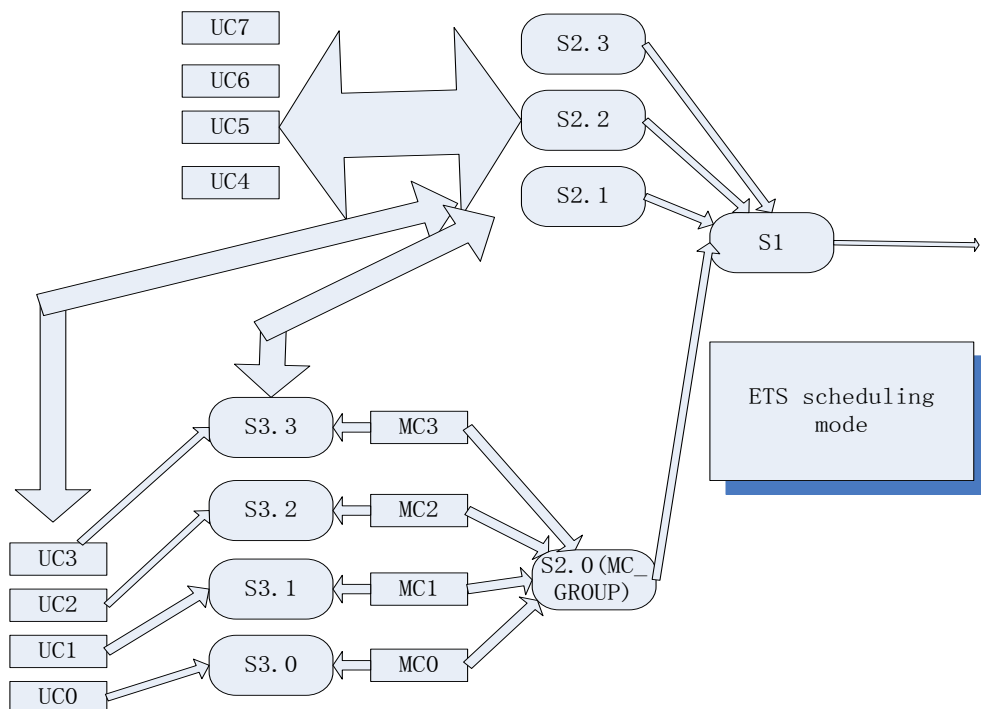 UC7
UC6
UC5
UC4
S2.3
S2.2
S2.1
S1
ETS scheduling
mode
S3.3
S3.2
S3.1
S3.0
MC3
MC2
MC1
MC0
S2.0(MC_
GROUP)
UC3
UC2
UC1
UC0